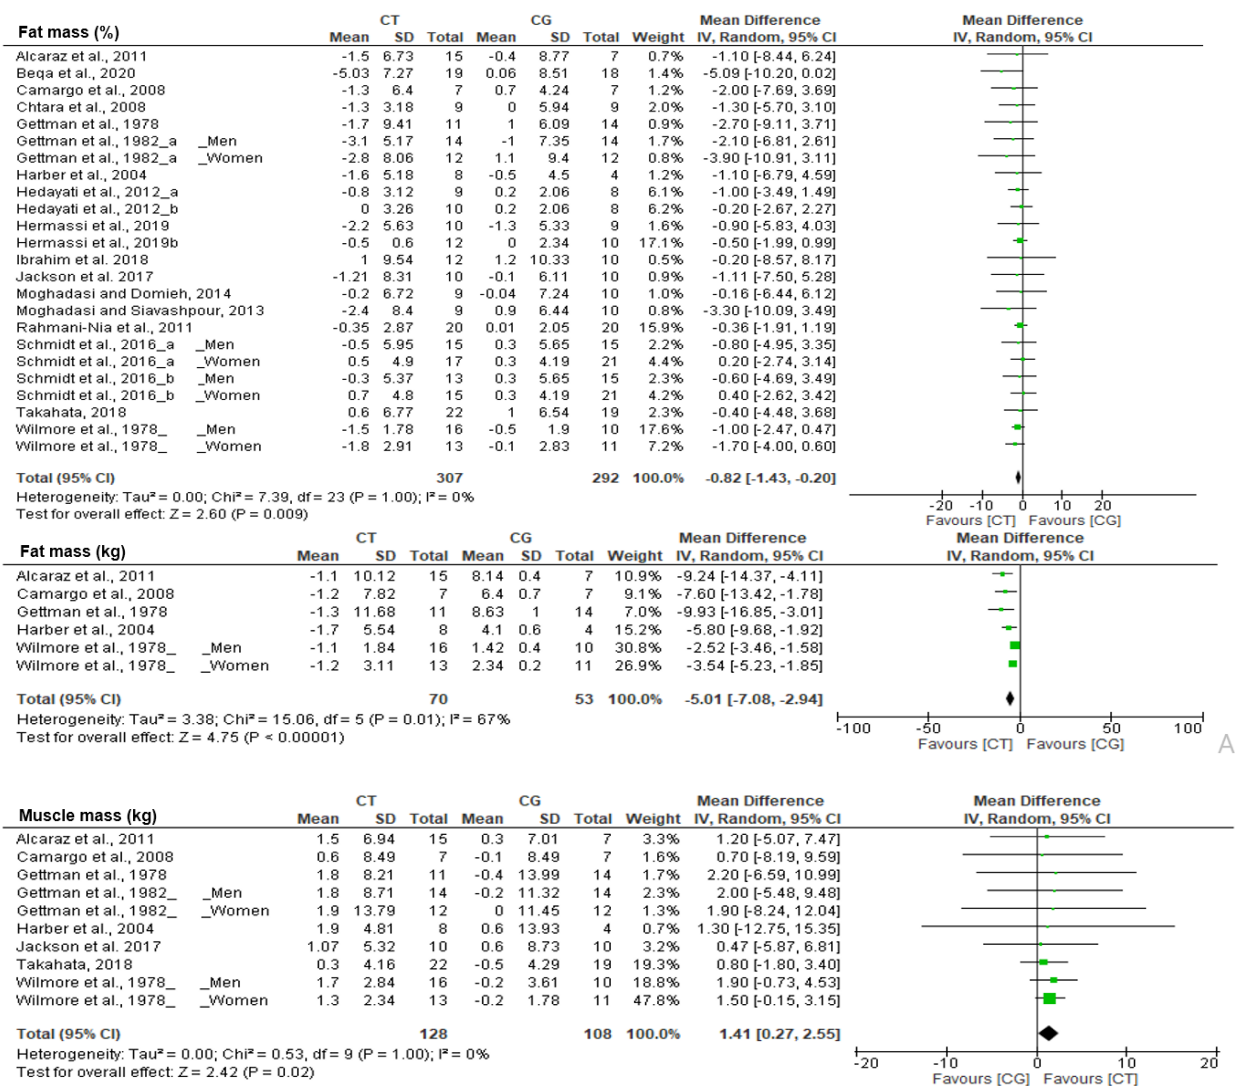 CT CG Mean Difference Mean Difference
Fat mass (%) Mean SD Total Mean SD Total Weight IV, Random, 95% CI IV, Random, 95% CI
Alcaraz et al., 2011 -1.5 6.73 15 -0.4 8.77 7 0.7% -1.10 [-8.44, 6.24]
Beqa et al., 2020 -5.03 7.27 19 0.06 8.51 18 1.4% -5.09 [-10.20, 0.02]
Camargo et al., 2008 -1.3 6.4 7 0.7 4.24 7 1.2% -2.00 [-7.69, 3.69]
Chtara et al., 2008 -1.3 3.18 9 0 5.94 9 2.0% -1.30 [-5.70, 3.10]
Gettman et al., 1978 -1.7 9.41 11 1 6.09 14 0.9% -2.70 [-9.11, 3.71]
Gettman et al., 1982_a _Men -3.1 5.17 14 -1 7.35 14 1.7% -2.10 [-6.81, 2.61]
Gettman et al., 1982_a _Women -2.8 8.06 12 1.1 9.4 12 0.8% -3.90 [-10.91, 3.11]
Harber et al., 2004 -1.6 5.18 8 -0.5 4.5 4 1.2% -1.10 [-6.79, 4.59]
Hedayati et al., 2012_a -0.8 3.12 9 0.2 2.06 8 6.1% -1.00 [-3.49, 1.49]
Hedayati et al., 2012_b 0 3.26 10 0.2 2.06 8 6.2% -0.20 [-2.67, 2.27]
Hermassi et al., 2019 -2.2 5.63 10 -1.3 5.33 9 1.6% -0.90 [-5.83, 4.03]
Hermassi et al., 2019b -0.5 0.6 12 0 2.34 10 17.1% -0.50 [-1.99, 0.99]
Ibrahim et al. 2018 1 9.54 12 1.2 10.33 10 0.5% -0.20 [-8.57, 8.17]
Jackson et al. 2017 -1.21 8.31 10 -0.1 6.11 10 0.9% -1.11 [-7.50, 5.28]
Moghadasi and Domieh, 2014 -0.2 6.72 9 -0.04 7.24 10 1.0% -0.16 [-6.44, 6.12]
Moghadasi and Siavashpour, 2013 -2.4 8.4 9 0.9 6.44 10 0.8% -3.30 [-10.09, 3.49]
Rahmani-Nia et al., 2011 -0.35 2.87 20 0.01 2.05 20 15.9% -0.36 [-1.91, 1.19]
Schmidt et al., 2016_a _Men -0.5 5.95 15 0.3 5.65 15 2.2% -0.80 [-4.95, 3.35]
Schmidt et al., 2016_a _Women 0.5 4.9 17 0.3 4.19 21 4.4% 0.20 [-2.74, 3.14]
Schmidt et al., 2016_b _Men -0.3 5.37 13 0.3 5.65 15 2.3% -0.60 [-4.69, 3.49]
Schmidt et al., 2016_b _Women 0.7 4.8 15 0.3 4.19 21 4.2% 0.40 [-2.62, 3.42]
Takahata, 2018 0.6 6.77 22 1 6.54 19 2.3% -0.40 [-4.48, 3.68]
Wilmore et al., 1978_ _Men -1.5 1.78 16 -0.5 1.9 10 17.6% -1.00 [-2.47, 0.47]
Wilmore et al., 1978_ _Women -1.8 2.91 13 -0.1 2.83 11 7.2% -1.70 [-4.00, 0.60]
Total (95% CI) 307 292 100.0% -0.82 [-1.43, -0.20]
Heterogeneity: Tau² = 0.00; Chi² = 7.39, df = 23 (P = 1.00); I² = 0%
Test for overall effect: Z = 2.60 (P = 0.009)
-20 -10 0 10 20
Favours [CT] Favours [CG]
CT CG Mean Difference Mean Difference
Fat mass (kg) Mean SD Total Mean SD Total Weight IV, Random, 95% CI IV, Random, 95% CI
Alcaraz et al., 2011 -1.1 10.12 15 8.14 0.4 7 10.9% -9.24 [-14.37, -4.11]
Camargo et al., 2008 -1.2 7.82 7 6.4 0.7 7 9.1% -7.60 [-13.42, -1.78]
Gettman et al., 1978 -1.3 11.68 11 8.63 1 14 7.0% -9.93 [-16.85, -3.01]
Harber et al., 2004 -1.7 5.54 8 4.1 0.6 4 15.2% -5.80 [-9.68, -1.92]
Wilmore et al., 1978_ _Men -1.1 1.84 16 1.42 0.4 10 30.8% -2.52 [-3.46, -1.58]
Wilmore et al., 1978_ _Women -1.2 3.11 13 2.34 0.2 11 26.9% -3.54 [-5.23, -1.85]
Total (95% CI) 70 53 100.0% -5.01 [-7.08, -2.94]
Heterogeneity: Tau² = 3.38; Chi² = 15.06, df = 5 (P = 0.01); I² = 67%
Test for overall effect: Z = 4.75 (P < 0.00001)
-100 -50 0 50 100
Favours [CT] Favours [CG]
A
CT CG Mean Difference Mean Difference
Muscle mass (kg) Mean SD Total Mean SD Total Weight IV, Random, 95% CI IV, Random, 95% CI
Alcaraz et al., 2011 1.5 6.94 15 0.3 7.01 7 3.3% 1.20 [-5.07, 7.47]
Camargo et al., 2008 0.6 8.49 7 -0.1 8.49 7 1.6% 0.70 [-8.19, 9.59]
Gettman et al., 1978 1.8 8.21 11 -0.4 13.99 14 1.7% 2.20 [-6.59, 10.99]
Gettman et al., 1982_ _Men 1.8 8.71 14 -0.2 11.32 14 2.3% 2.00 [-5.48, 9.48]
Gettman et al., 1982_ _Women 1.9 13.79 12 0 11.45 12 1.3% 1.90 [-8.24, 12.04]
Harber et al., 2004 1.9 4.81 8 0.6 13.93 4 0.7% 1.30 [-12.75, 15.35]
Jackson et al. 2017 1.07 5.32 10 0.6 8.73 10 3.2% 0.47 [-5.87, 6.81]
Takahata, 2018 0.3 4.16 22 -0.5 4.29 19 19.3% 0.80 [-1.80, 3.40]
Wilmore et al., 1978_ _Men 1.7 2.84 16 -0.2 3.61 10 18.8% 1.90 [-0.73, 4.53]
Wilmore et al., 1978_ _Women 1.3 2.34 13 -0.2 1.78 11 47.8% 1.50 [-0.15, 3.15]
Total (95% CI) 128 108 100.0% 1.41 [0.27, 2.55]
Heterogeneity: Tau² = 0.00; Chi² = 0.53, df = 9 (P = 1.00); I² = 0%
Test for overall effect: Z = 2.42 (P = 0.02)
-20 -10 0 10 20
Favours [CG] Favours [CT]